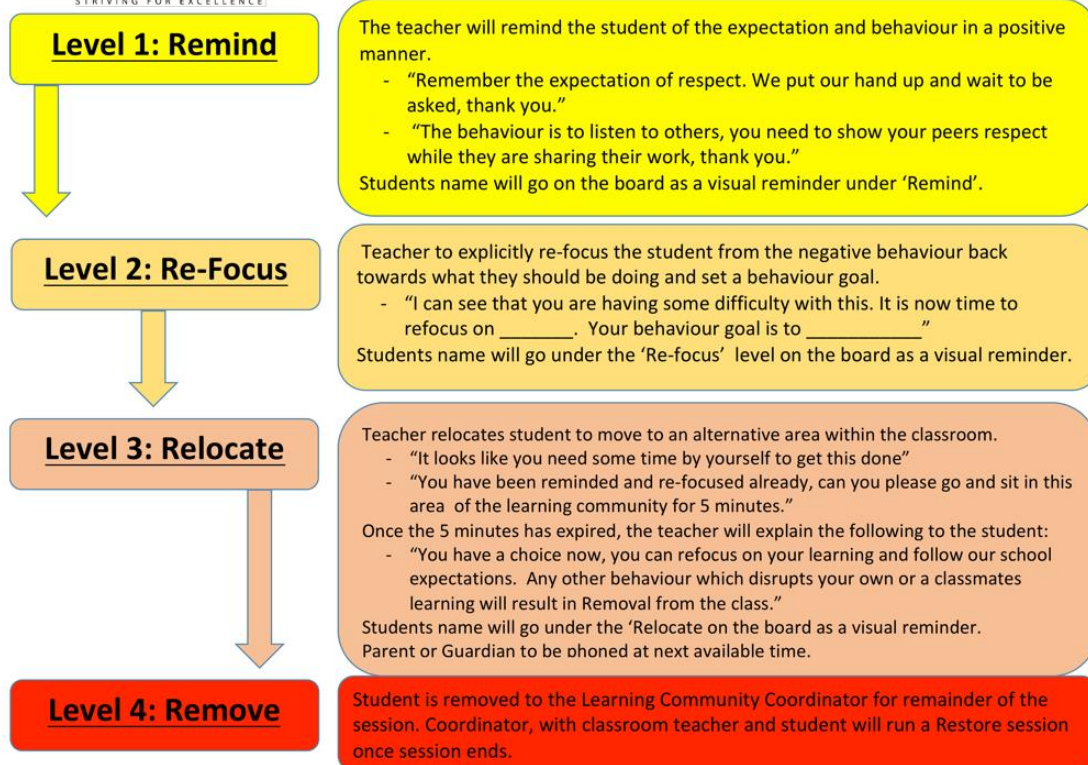 STRIVING FOR EXCELLENCE
Level 1: Remind
The teacher will remind the student of the expectation and behaviour in a positive
manner.
- “Remember the expectation of respect. We put our hand up and wait to be
asked, thank you.”
- “The behaviour is to listen to others, you need to show your peers respect
while they are sharing their work, thank you.”
Students name will go on the board as a visual reminder under ‘Remind’.
Level 2: Re-Focus
Teacher to explicitly re-focus the student from the negative behaviour back
towards what they should be doing and set a behaviour goal.
- “I can see that you are having some difficulty with this. It is now time to
refocus on _______. Your behaviour goal is to ___________”
Students name will go under the ‘Re-focus’ level on the board as a visual reminder.
Level 3: Relocate
Teacher relocates student to move to an alternative area within the classroom.
- “It looks like you need some time by yourself to get this done”
- “You have been reminded and re-focused already, can you please go and sit in this
area of the learning community for 5 minutes.”
Once the 5 minutes has expired, the teacher will explain the following to the student:
- “You have a choice now, you can refocus on your learning and follow our school
expectations. Any other behaviour which disrupts your own or a classmates
learning will result in Removal from the class.”
Students name will go under the ‘Relocate on the board as a visual reminder.
Parent or Guardian to be phoned at next available time.
Level 4: Remove
Student is removed to the Learning Community Coordinator for remainder of the
session. Coordinator, with classroom teacher and student will run a Restore session
once session ends.